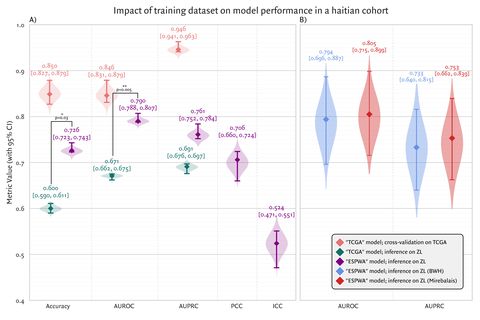 Impact of training dataset on model performance in a haitian cohort
A)
B)
Metric Value (with 95% CI)
1.0
0.9
0.8
0.7
0.6
0.5
0.4
0.850
[0.827, 0.879]
0.846
[0.831, 0.879]
0.946
[0.941, 0.963]
*
p=0.03
**
p=0.005
0.726
[0.723, 0.743]
0.790
[0.788, 0.807]
0.761
[0.752, 0.784]
0.706
[0.660, 0.724]
0.600
[0.590, 0.611]
0.671
[0.662, 0.675]
0.691
[0.676, 0.697]
0.524
[0.471, 0.551]
0.794
[0.696, 0.887]
0.805
[0.715, 0.899]
0.733
[0.640, 0.815]
0.753
[0.662, 0.839]
"TCGA" model; cross-validation on TCGA
"TCGA" model; inference on ZL
"ESPWA" model; inference on ZL
"ESPWA" model; inference on ZL (BWH)
"ESPWA" model; inference on ZL (Mirebalais)
Accuracy
AUROC
AUPRC
PCC
ICC
AUROC
AUPRC